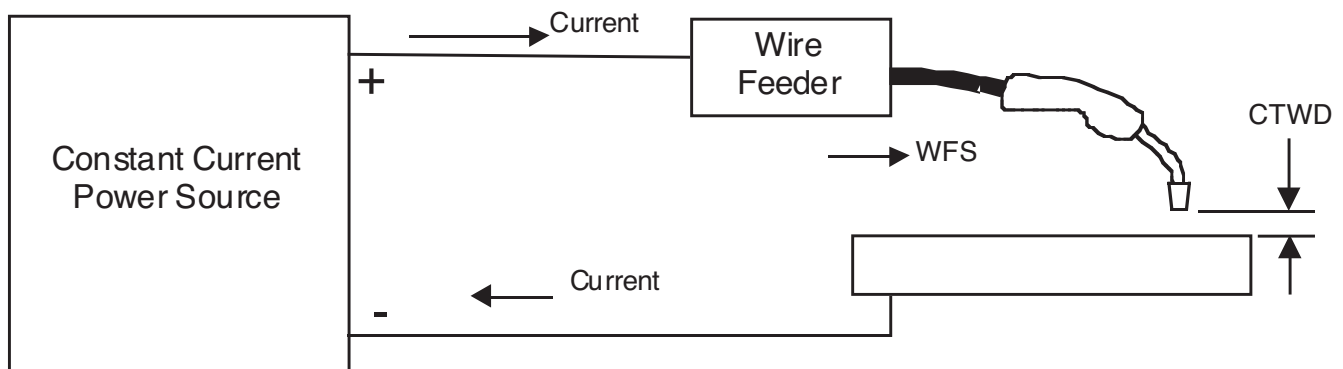 Current
Wire
Feeder
+
CTWD
Constant Current
Power Source
WFS
Current
-